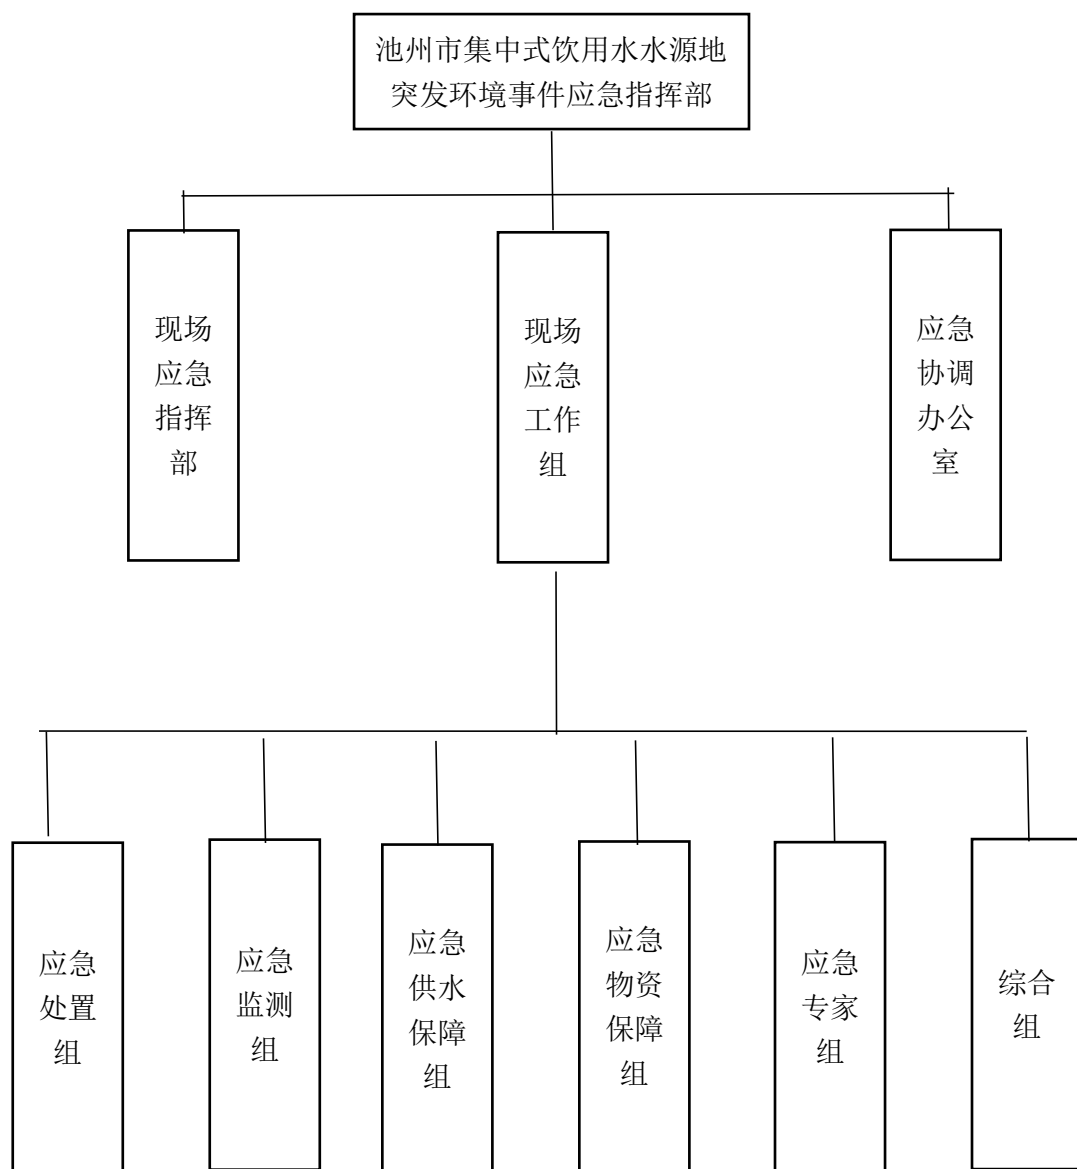 池州市集中式饮用水水源地
突发环境事件应急指挥部
现场
应急
指挥
部
现场
应急
工作
组
应急
协调
办公
室
应急
处置
组
应急
监测
组
应急
供水
保障
组
应急
物资
保障
组
应急
专家
组
综合
组